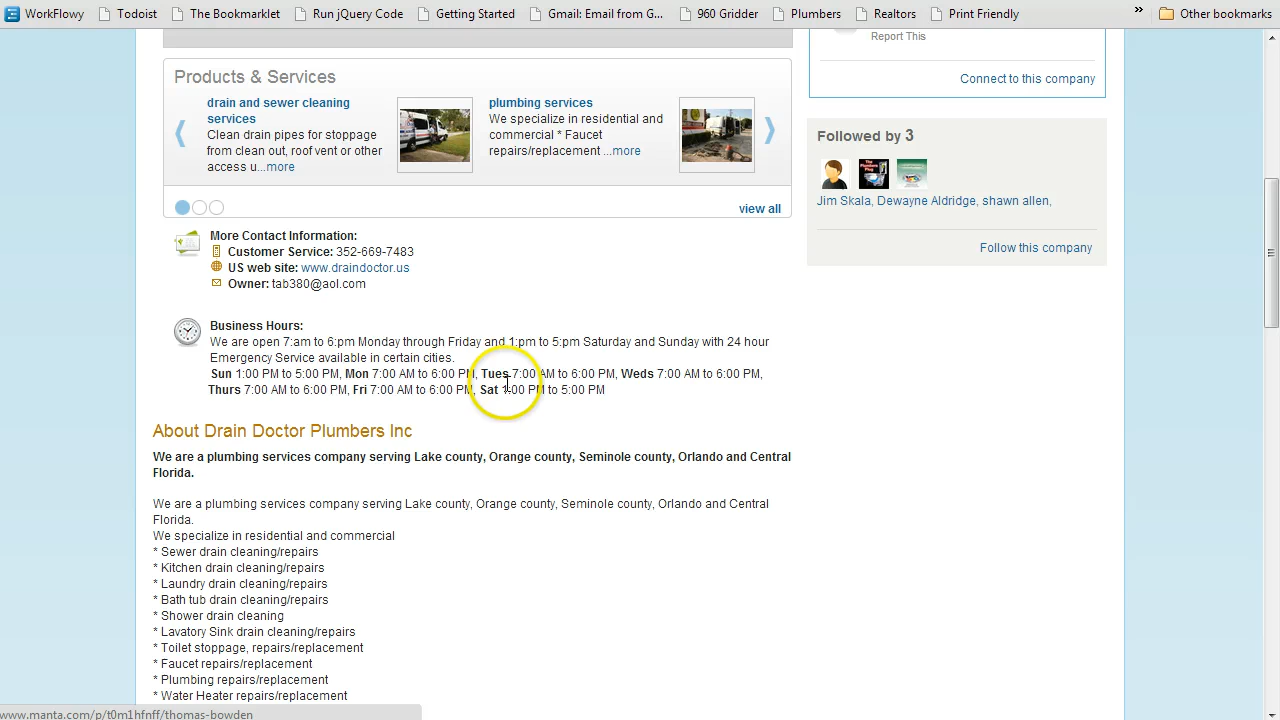 WorkFlowy Todoist The Bookmarklet Run jQuery Code Getting Started Gmail: Email from G... 960 Gridder Plumbers Realtors Print Friendly » Other bookmarks
Report This
Connect to this company
Products & Services
drain and sewer cleaning
services
Clean drain pipes for stoppage
from clean out, roof vent or other
access u...more
plumbing services
We specialize in residential and
commercial * Faucet
repairs/replacement ...more
view all
Followed by 3
Jim Skala, Dewayne Aldridge, shawn allen,
Follow this company
More Contact Information:
Customer Service: 352-669-7483
US web site: www.draindoctor.us
Owner: tab380@aol.com
Business Hours:
We are open 7:am to 6:pm Monday through Friday and 1:pm to 5:pm Saturday and Sunday with 24 hour
Emergency Service available in certain cities.
Sun 1:00 PM to 5:00 PM, Mon 7:00 AM to 6:00 PM, Tues 7:00 AM to 6:00 PM, Weds 7:00 AM to 6:00 PM,
Thurs 7:00 AM to 6:00 PM, Fri 7:00 AM to 6:00 PM, Sat 1:00 PM to 5:00 PM
About Drain Doctor Plumbers Inc
We are a plumbing services company serving Lake county, Orange county, Seminole county, Orlando and Central
Florida.
We are a plumbing services company serving Lake county, Orange county, Seminole county, Orlando and Central
Florida.
We specialize in residential and commercial
* Sewer drain cleaning/repairs
* Kitchen drain cleaning/repairs
* Laundry drain cleaning/repairs
* Bath tub drain cleaning/repairs
* Shower drain cleaning
* Lavatory Sink drain cleaning/repairs
* Toilet stoppage, repairs/replacement
* Faucet repairs/replacement
* Plumbing repairs/replacement
* Water Heater repairs/replacement
www.manta.com/p/t0m1hfnff/thomas-bowden